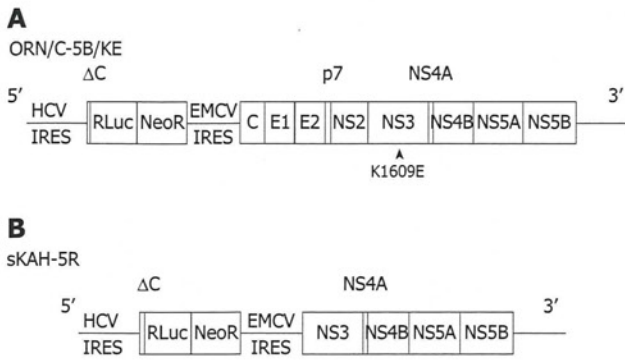 A
ORN/C-5B/KE
ΔC p7 NS4A
5′ 3′
HCV EMCV
RLuc NeoR C E1 E2 NS2 NS3 NS4B NS5A NS5B
IRES IRES
K1609E
B
sKAH-5R
ΔC NS4A
5′ 3′
HCV EMCV
RLuc NeoR NS3 NS4B NS5A NS5B
IRES IRES